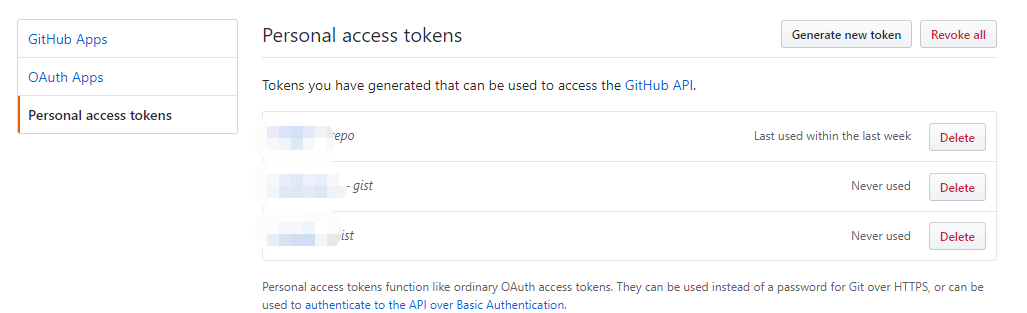 GitHub Apps
OAuth Apps
Personal access tokens
Personal access tokens
Generate new token
Revoke all
Tokens you have generated that can be used to access the GitHub API.
repo
Last used within the last week
Delete
- gist
Never used
Delete
Never used
Delete
Personal access tokens function like ordinary OAuth access tokens. They can be used instead of a password for Git over HTTPS, or can be
used to authenticate to the API over Basic Authentication.